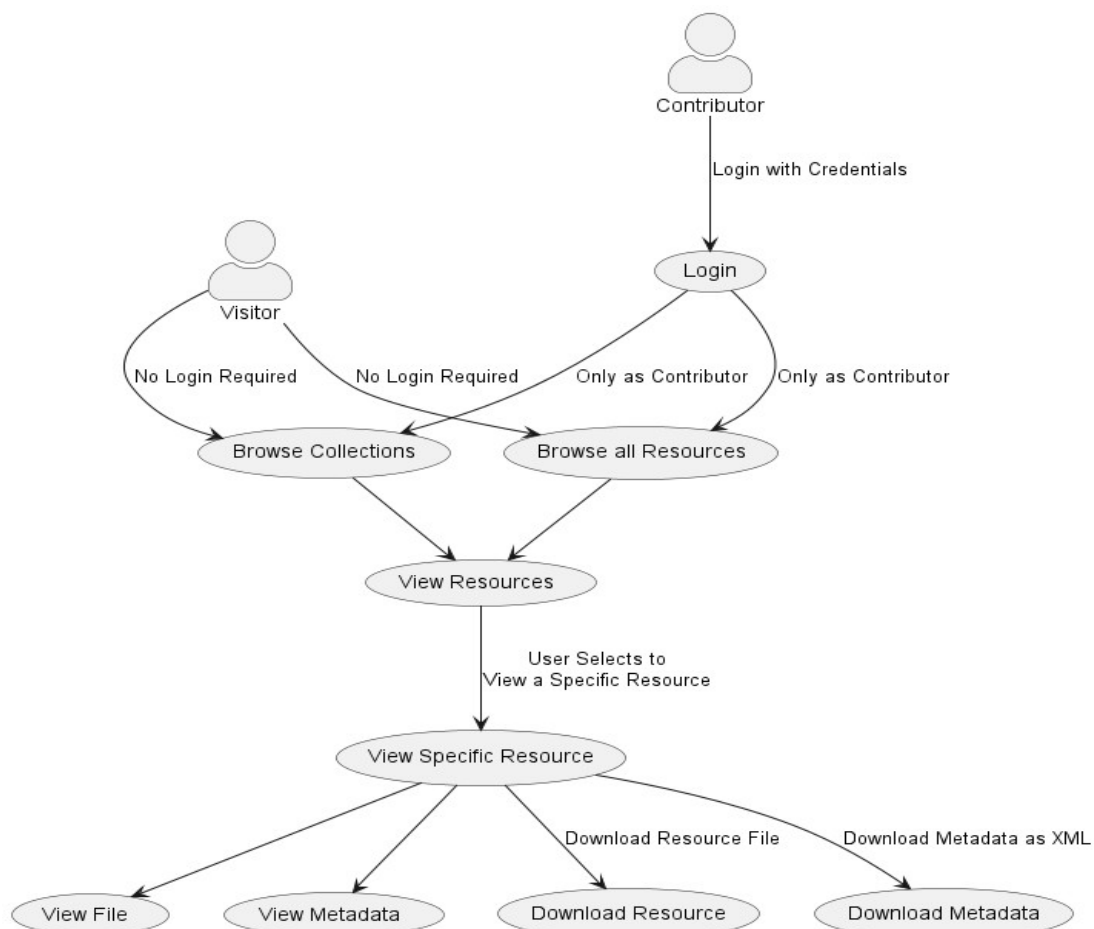 Contributor
Login with Credentials
Login
Visitor
No Login Required
No Login Required
Only as Contributor
Only as Contributor
Browse Collections
Browse all Resources
View Resources
User Selects to
View a Specific Resource
View Specific Resource
Download Resource File
Download Metadata as XML
View File
View Metadata
Download Resource
Download Metadata